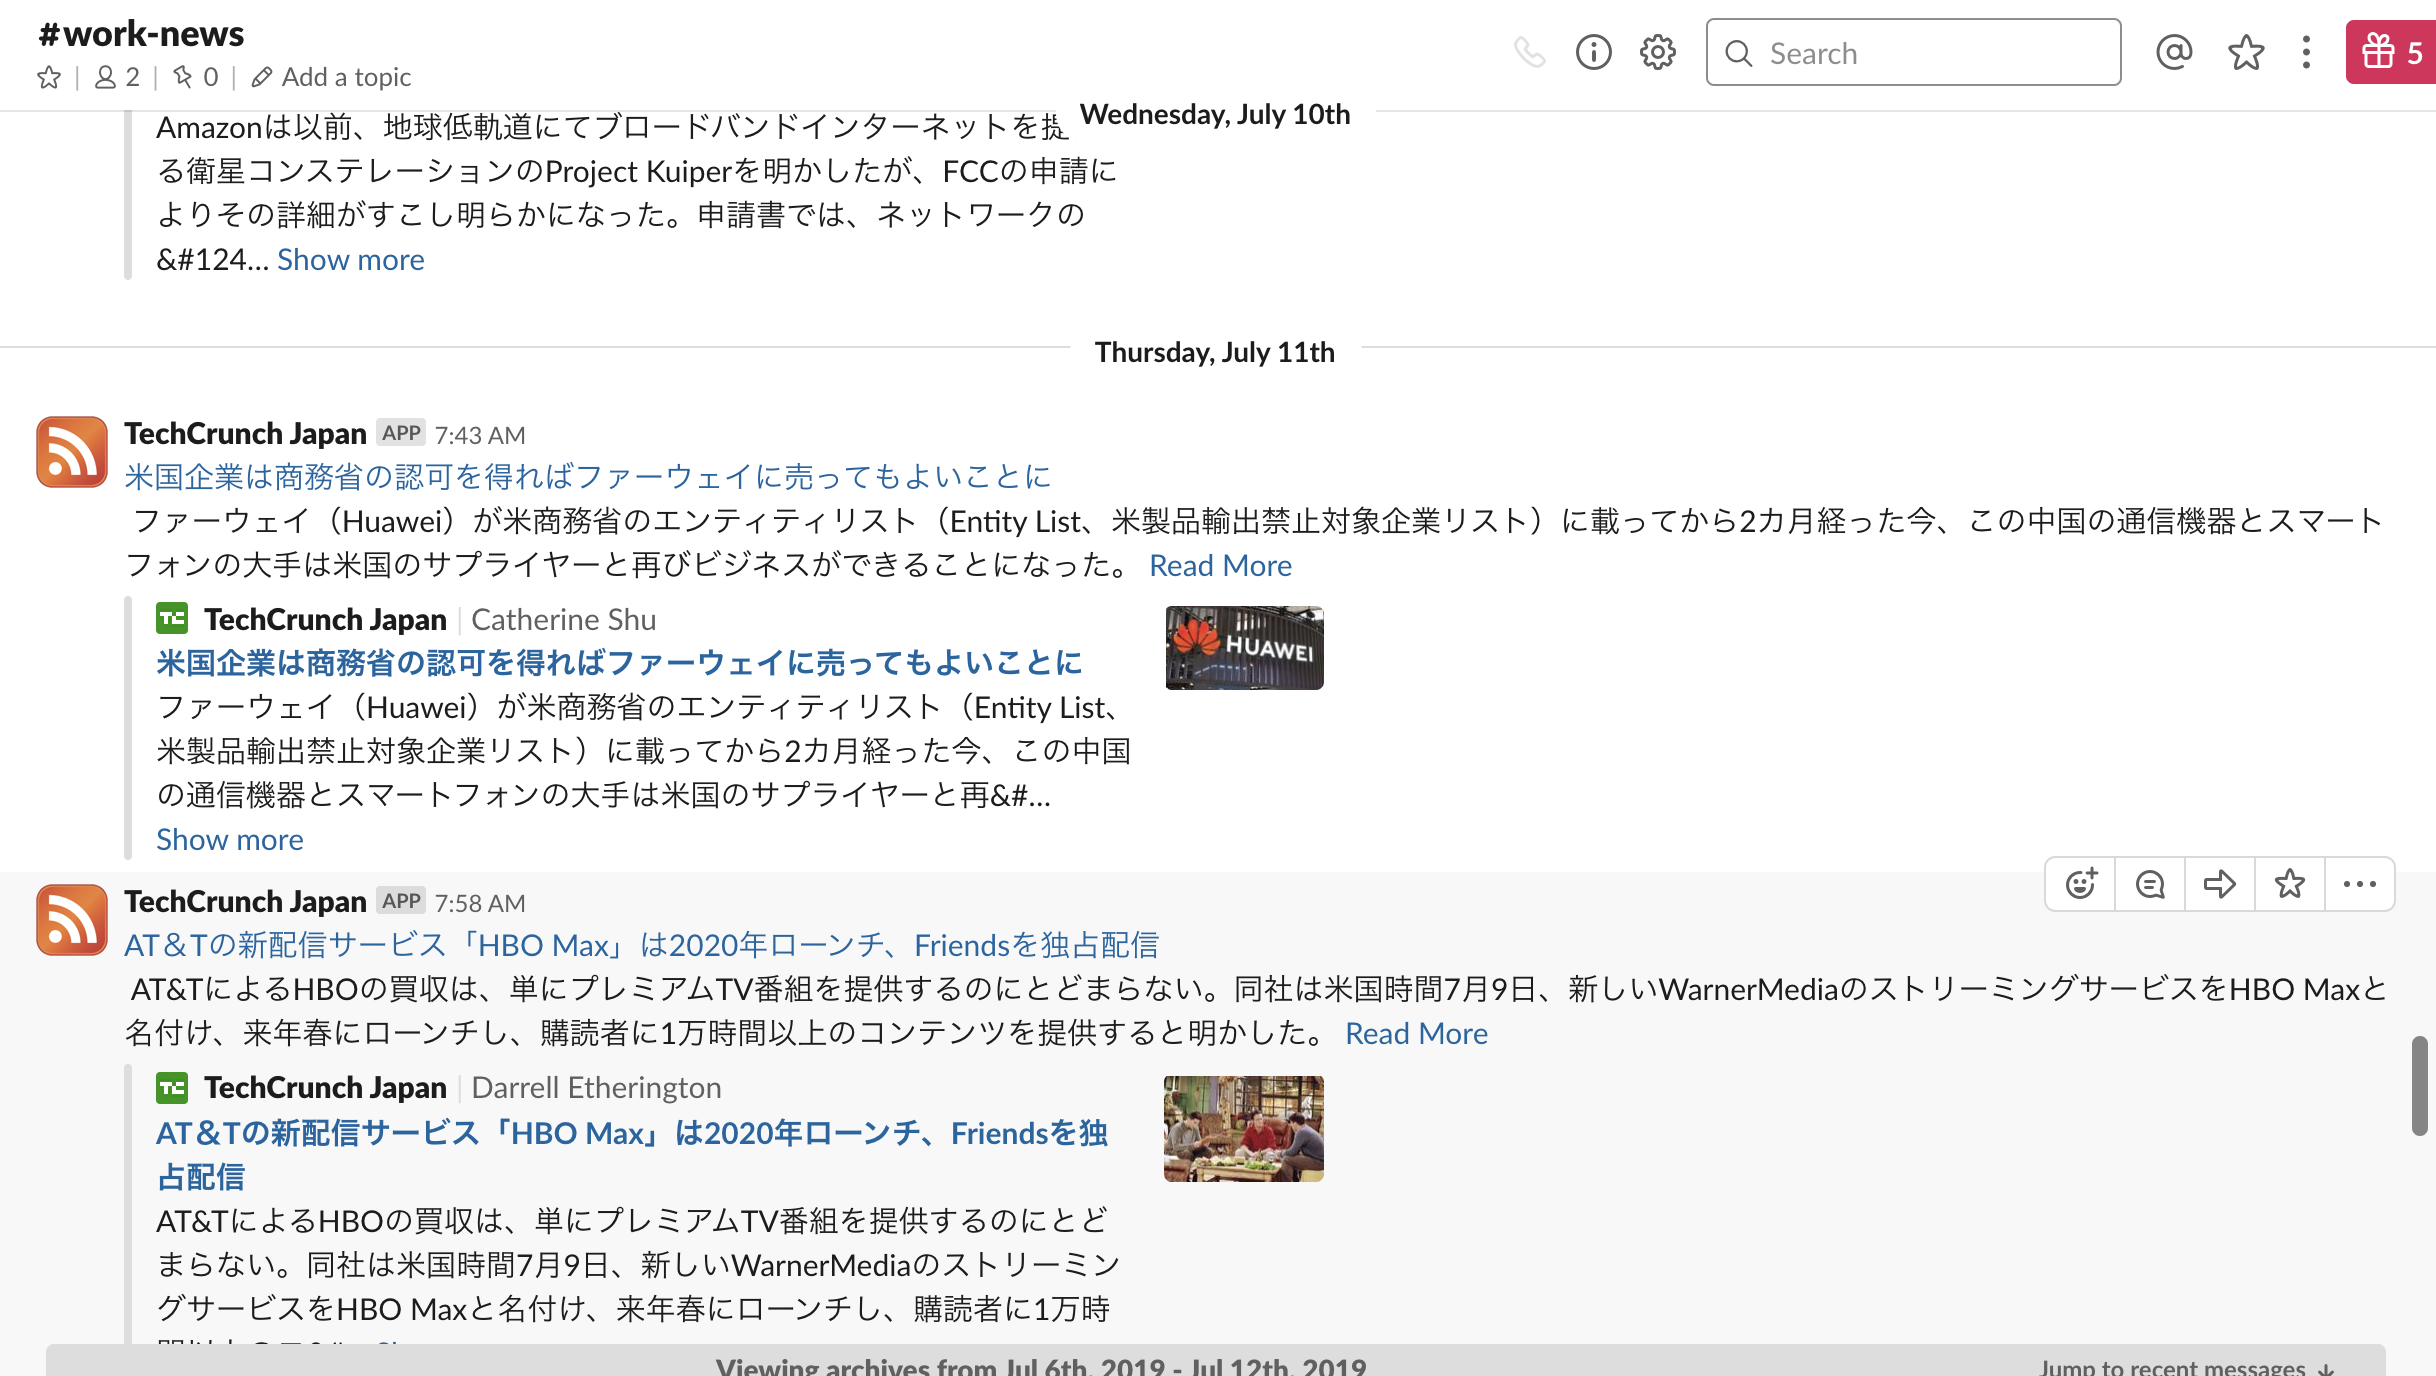 #work-news
2
0
Add a topic
Search
5
Wednesday, July 10th
Amazonは以前、地球低軌道にてブロードバンドインターネットを提
る衛星コンステレーションのProject Kuiperを明かしたが、FCCの申請に
よりその詳細がすこし明らかになった。申請書では、ネットワークの
&#124... Show more
Thursday, July 11th
TechCrunch Japan APP 7:43 AM
米国企業は商務省の認可を得ればファーウェイに売ってもよいことに
ファーウェイ（Huawei）が米商務省のエンティティリスト（Entity List、米製品輸出禁止対象企業リスト）に載ってから2カ月経った今、この中国の通信機器とスマート
フォンの大手は米国のサプライヤーと再びビジネスができることになった。 Read More
TechCrunch Japan | Catherine Shu
HUAWEI
米国企業は商務省の認可を得ればファーウェイに売ってもよいことに
ファーウェイ（Huawei）が米商務省のエンティティリスト（Entity List、
米製品輸出禁止対象企業リスト）に載ってから2カ月経った今、この中国
の通信機器とスマートフォンの大手は米国のサプライヤーと再&#...
Show more
TechCrunch Japan APP 7:58 AM
AT＆Tの新配信サービス「HBO Max」は2020年ローンチ、Friendsを独占配信
AT&TによるHBOの買収は、単にプレミアムTV番組を提供するのにとどまらない。同社は米国時間7月9日、新しいWarnerMediaのストリーミングサービスをHBO Maxと
名付け、来年春にローンチし、購読者に1万時間以上のコンテンツを提供すると明かした。 Read More
TechCrunch Japan | Darrell Etherington
AT＆Tの新配信サービス「HBO Max」は2020年ローンチ、Friendsを独
占配信
AT&TによるHBOの買収は、単にプレミアムTV番組を提供するのにとど
まらない。同社は米国時間7月9日、新しいWarnerMediaのストリーミン
グサービスをHBO Maxと名付け、来年春にローンチし、購読者に1万時
Viewing archives from Jul 6th, 2019 - Jul 12th, 2019
Jump to recent messages ↓